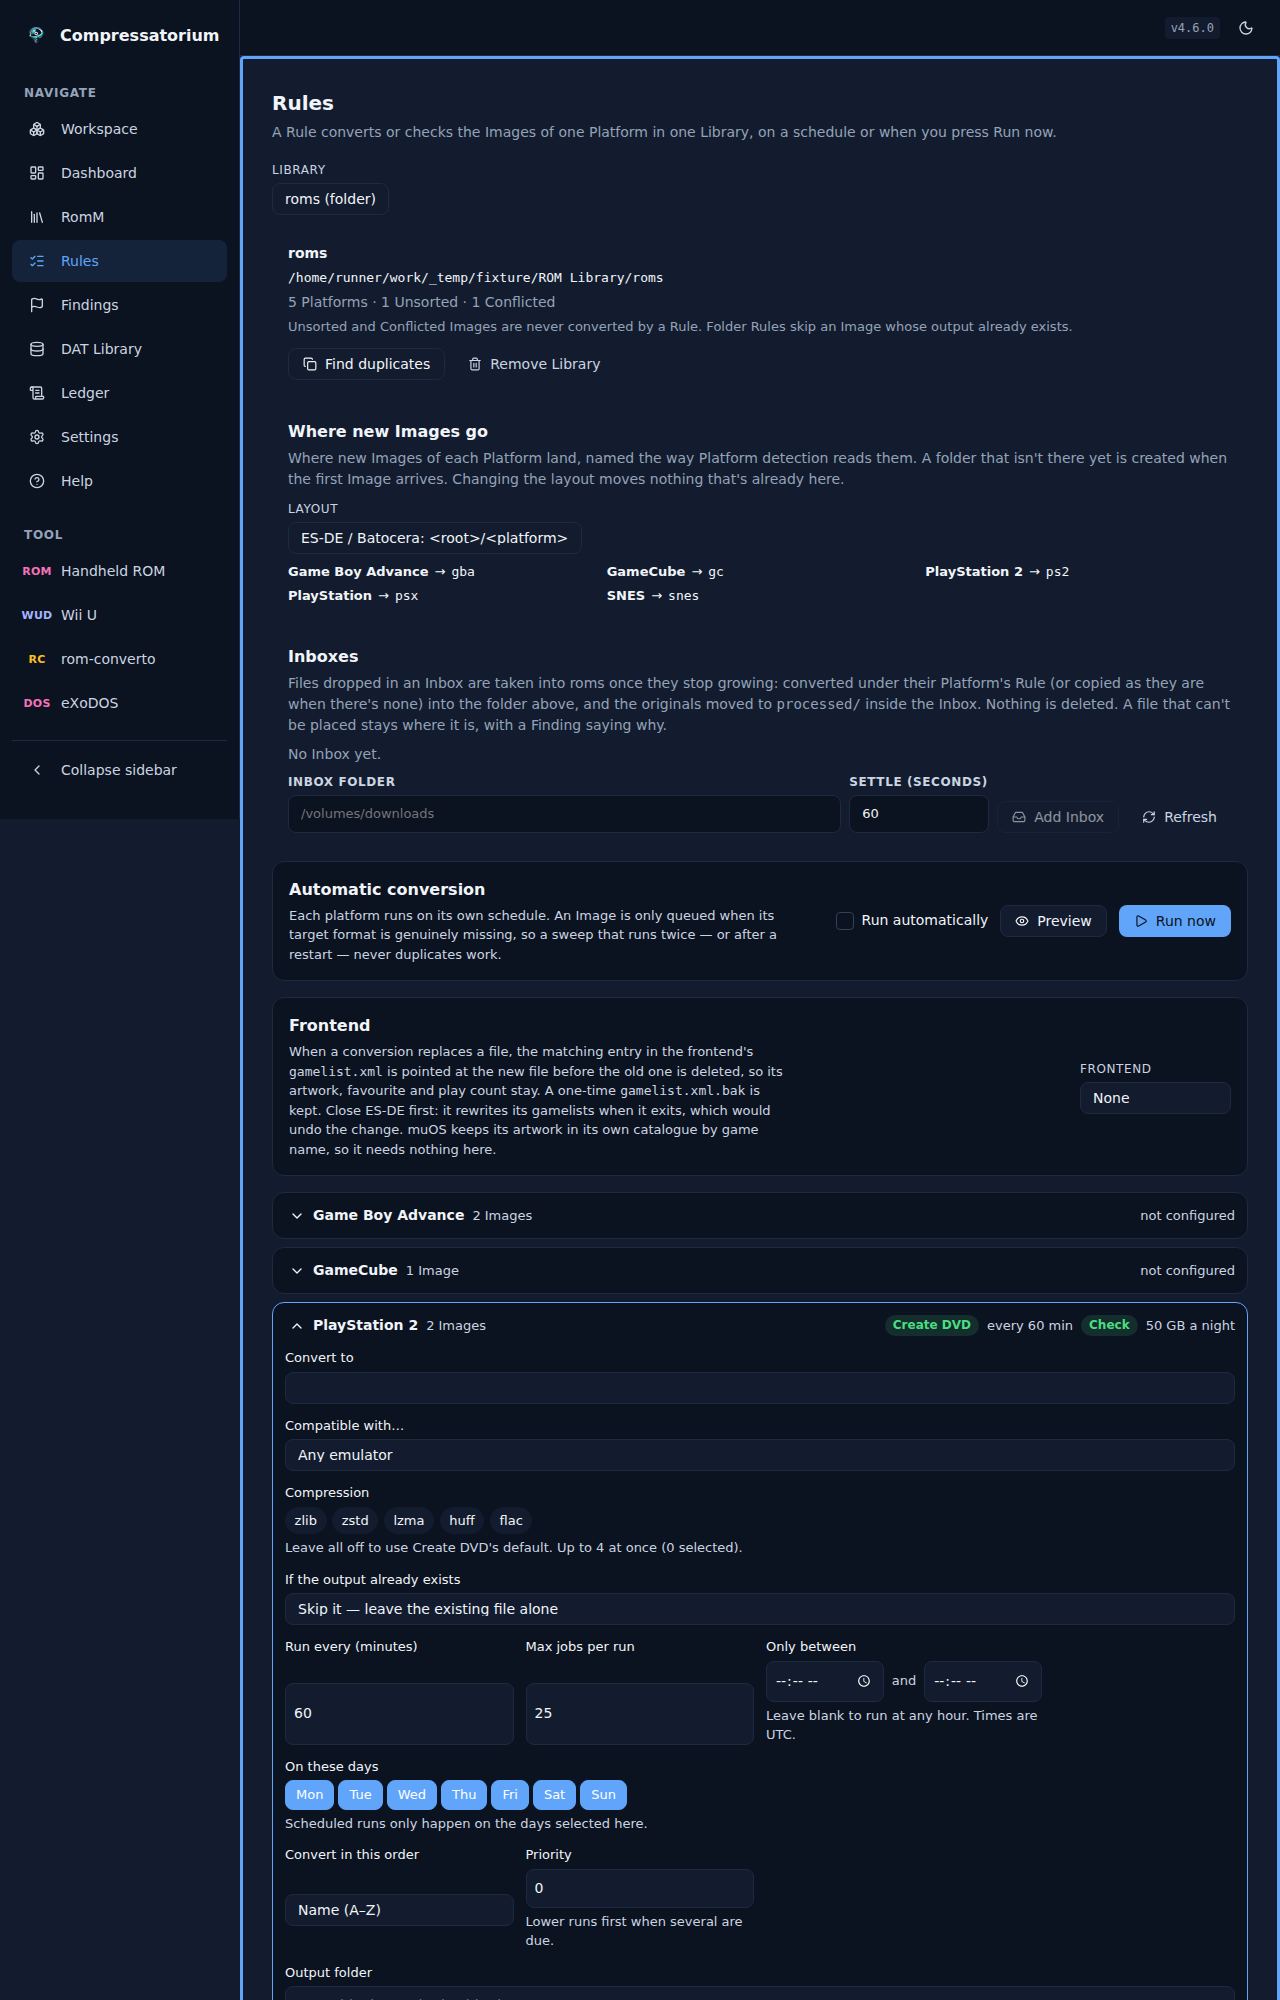 Compressatorium
v4.6.0
NAVIGATE
Workspace
Dashboard
RomM
Rules
Findings
DAT Library
Ledger
Settings
Help
TOOL
ROM Handheld ROM
WUD Wii U
RC rom-converto
DOS eXoDOS
Collapse sidebar
Rules
A Rule converts or checks the Images of one Platform in one Library, on a schedule or when you press Run now.
LIBRARY
roms (folder)
roms
/home/runner/work/_temp/fixture/ROM Library/roms
5 Platforms · 1 Unsorted · 1 Conflicted
Unsorted and Conflicted Images are never converted by a Rule. Folder Rules skip an Image whose output already exists.
Find duplicates Remove Library
Where new Images go
Where new Images of each Platform land, named the way Platform detection reads them. A folder that isn't there yet is created when
the first Image arrives. Changing the layout moves nothing that's already here.
LAYOUT
ES-DE / Batocera: <root>/<platform>
Game Boy Advance → gba GameCube → gc PlayStation 2 → ps2
PlayStation → psx SNES → snes
Inboxes
Files dropped in an Inbox are taken into roms once they stop growing: converted under their Platform's Rule (or copied as they are
when there's none) into the folder above, and the originals moved to processed/ inside the Inbox. Nothing is deleted. A file that can't
be placed stays where it is, with a Finding saying why.
No Inbox yet.
INBOX FOLDER SETTLE (SECONDS)
/volumes/downloads 60 Add Inbox Refresh
Automatic conversion
Each platform runs on its own schedule. An Image is only queued when its
target format is genuinely missing, so a sweep that runs twice — or after a
restart — never duplicates work.
Run automatically Preview Run now
Frontend
When a conversion replaces a file, the matching entry in the frontend's
gamelist.xml is pointed at the new file before the old one is deleted, so its
artwork, favourite and play count stay. A one-time gamelist.xml.bak is
kept. Close ES-DE first: it rewrites its gamelists when it exits, which would
undo the change. muOS keeps its artwork in its own catalogue by game
name, so it needs nothing here.
FRONTEND
None
Game Boy Advance 2 Images not configured
GameCube 1 Image not configured
PlayStation 2 2 Images Create DVD every 60 min Check 50 GB a night
Convert to
Compatible with…
Any emulator
Compression
zlib zstd lzma huff flac
Leave all off to use Create DVD's default. Up to 4 at once (0 selected).
If the output already exists
Skip it — leave the existing file alone
Run every (minutes) Max jobs per run Only between
60 25 --:-- -- and --:-- --
Leave blank to run at any hour. Times are
UTC.
On these days
Mon Tue Wed Thu Fri Sat Sun
Scheduled runs only happen on the days selected here.
Convert in this order Priority
Name (A–Z) 0
Lower runs first when several are
due.
Output folder